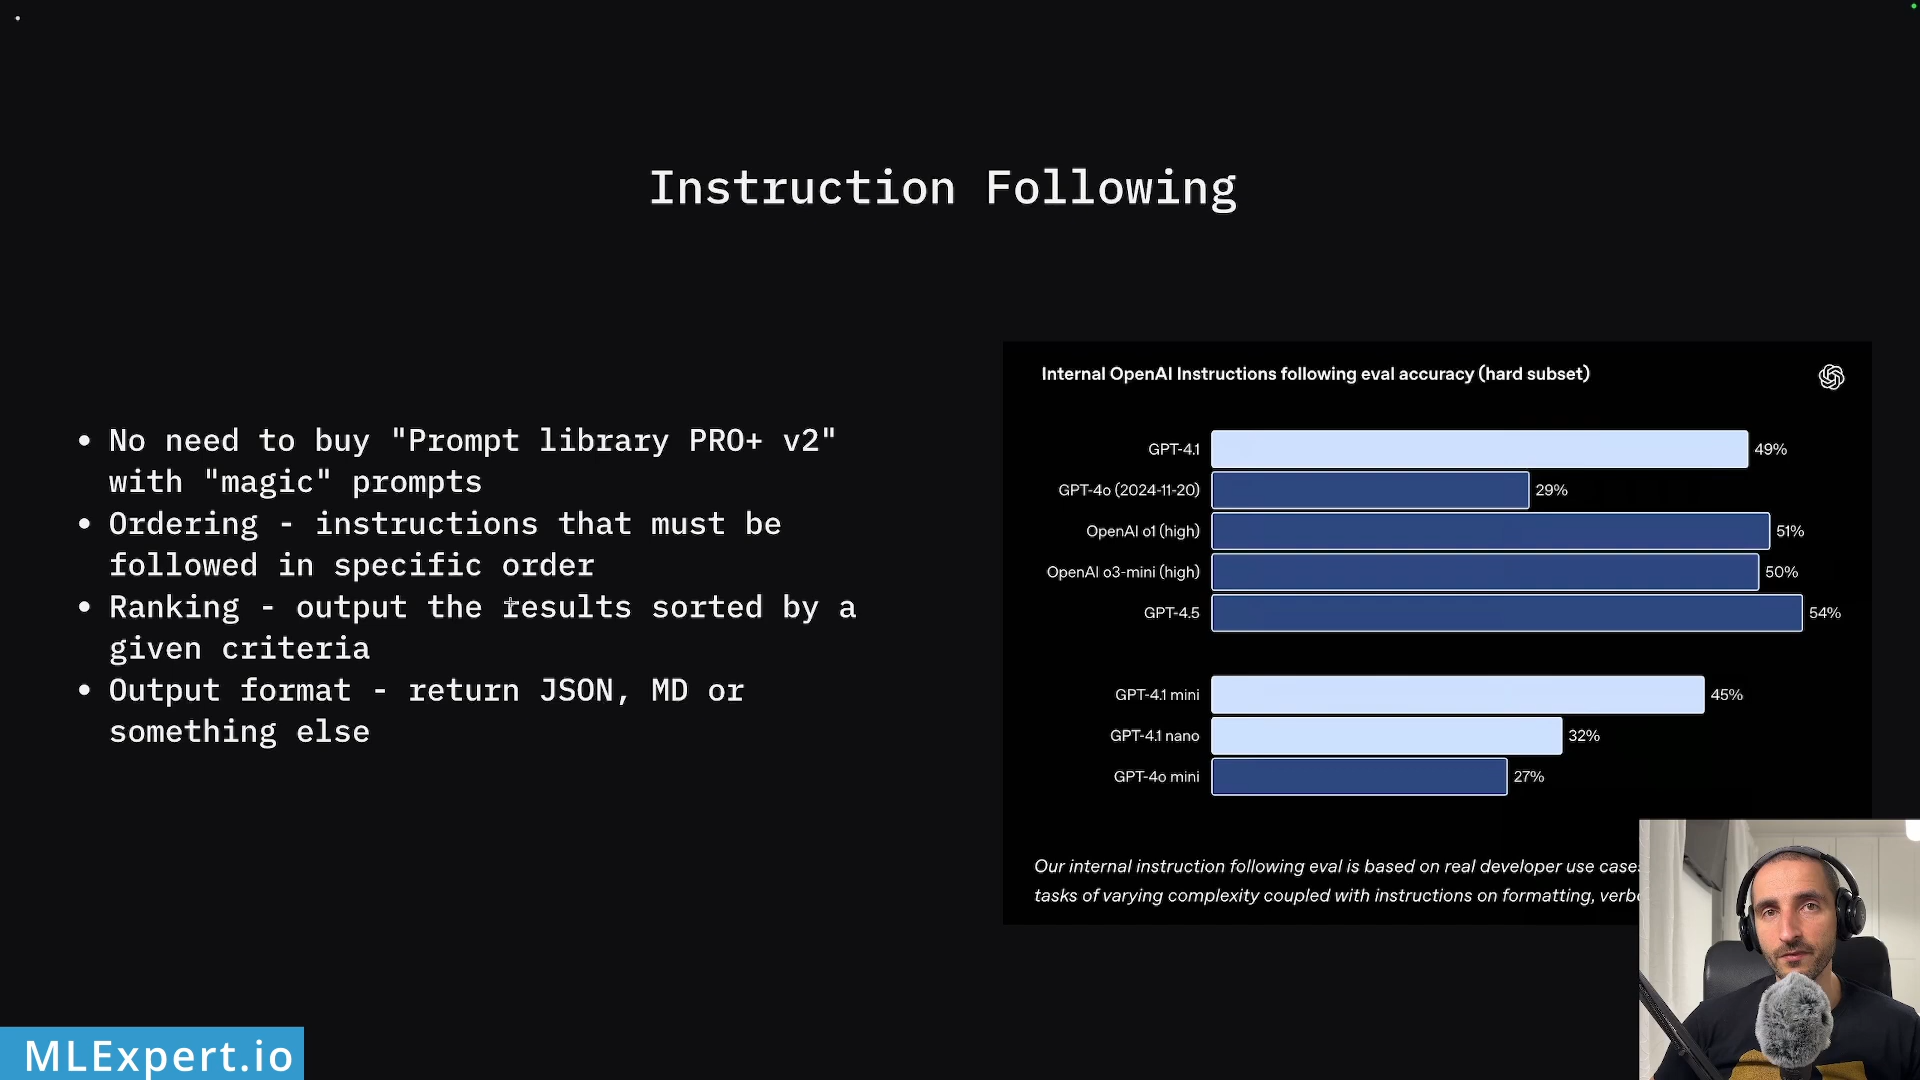 Instruction Following
• No need to buy "Prompt library PRO+ v2"
with "magic" prompts
• Ordering - instructions that must be
followed in specific order
• Ranking - output the results sorted by a
given criteria
• Output format - return JSON, MD or
something else
Internal OpenAI Instructions following eval accuracy (hard subset)
GPT-4.1 49%
GPT-4o (2024-11-20) 29%
OpenAI o1 (high) 51%
OpenAI o3-mini (high) 50%
GPT-4.5 54%
GPT-4.1 mini 45%
GPT-4.1 nano 32%
GPT-4o mini 27%
Our internal instruction following eval is based on real developer use
tasks of varying complexity coupled with instructions on formatting,
MLExpert.io